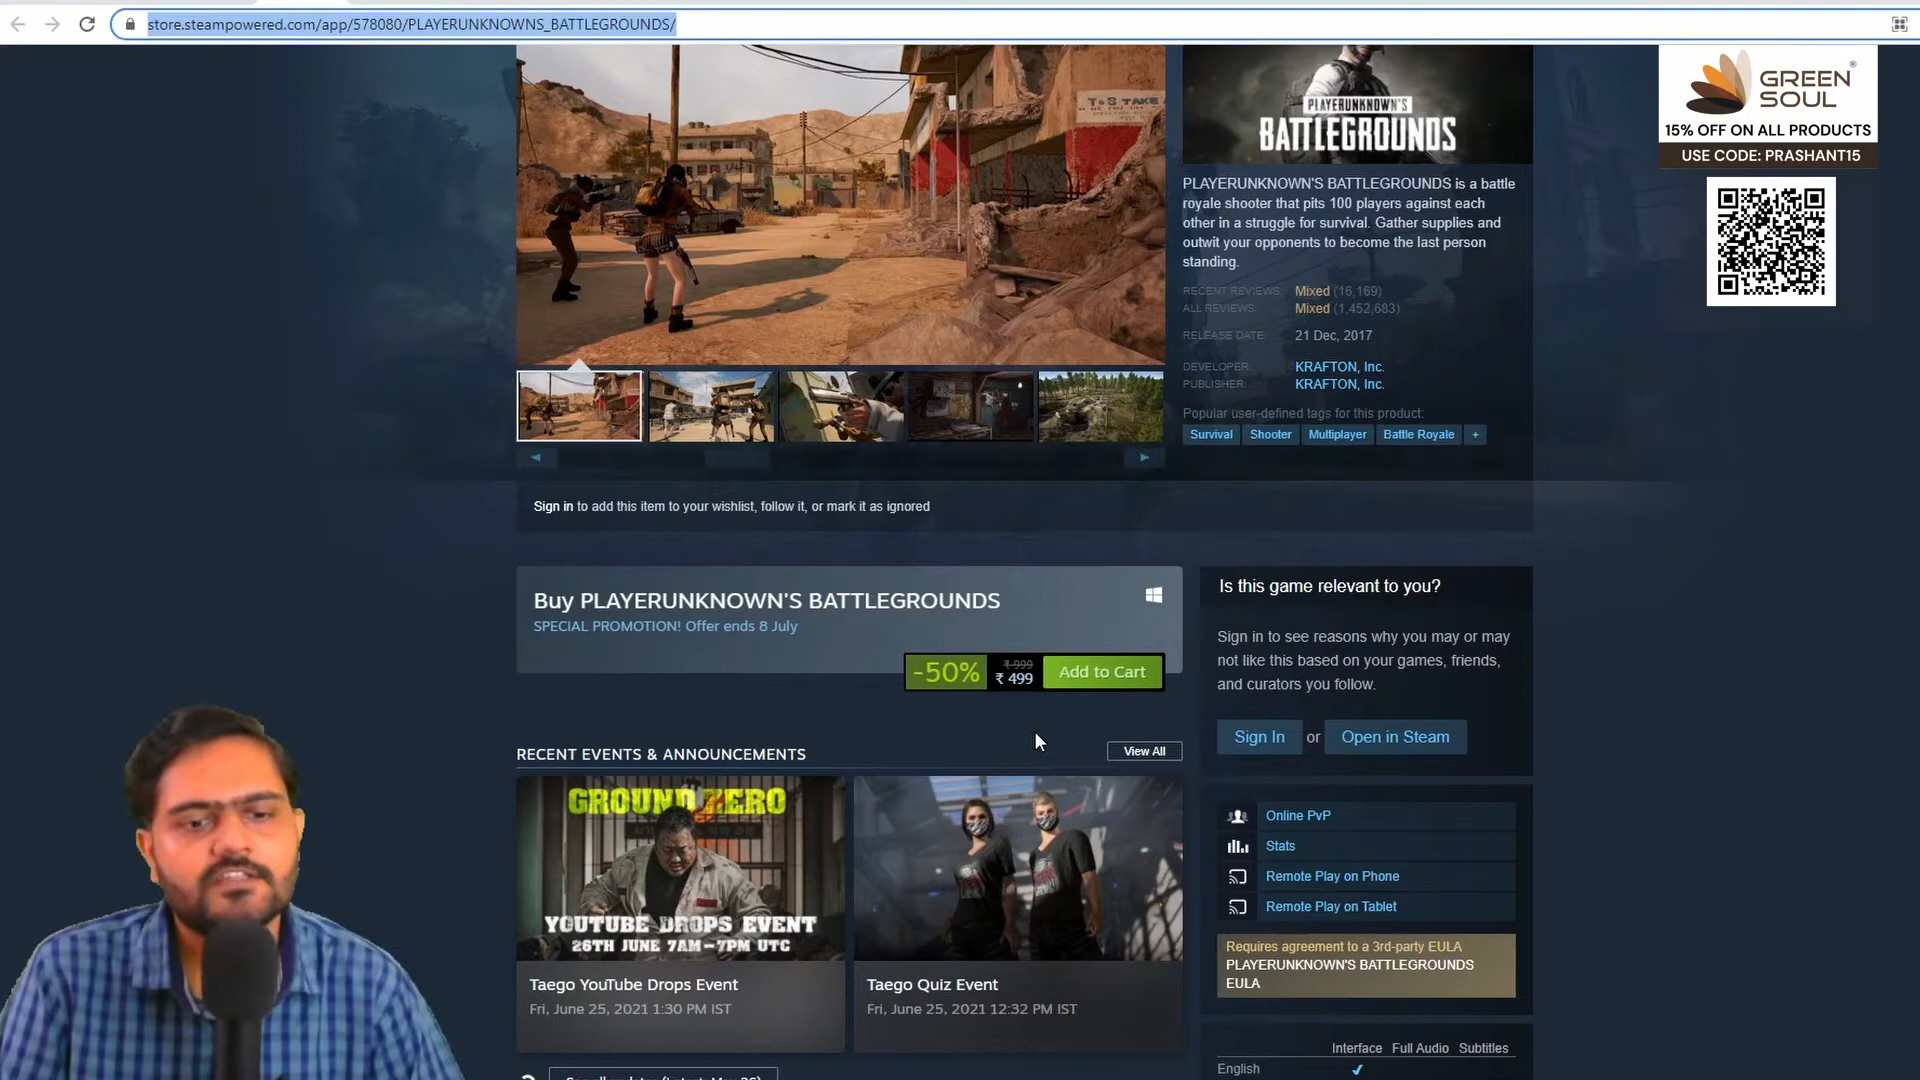 store.steampowered.com/app/578080/PLAYERUNKNOWNS_BATTLEGROUNDS/
T&S TAKE
GREEN
SOUL
®
15% OFF ON ALL PRODUCTS
USE CODE: PRASHANT15
PLAYERUNKNOWN'S
BATTLEGROUNDS
PLAYERUNKNOWN'S BATTLEGROUNDS is a battle
royale shooter that pits 100 players against each
other in a struggle for survival. Gather supplies and
outwit your opponents to become the last person
standing.
RECENT REVIEWS: Mixed (16,169)
ALL REVIEWS: Mixed (1,452,683)
RELEASE DATE: 21 Dec, 2017
DEVELOPER: KRAFTON, Inc.
PUBLISHER: KRAFTON, Inc.
Popular user-defined tags for this product:
Survival Shooter Multiplayer Battle Royale +
Sign in to add this item to your wishlist, follow it, or mark it as ignored
Buy PLAYERUNKNOWN'S BATTLEGROUNDS
SPECIAL PROMOTION! Offer ends 8 July
-50% ₹ 999 ₹ 499 Add to Cart
Is this game relevant to you?
Sign in to see reasons why you may or may
not like this based on your games, friends,
and curators you follow.
Sign In or Open in Steam
RECENT EVENTS & ANNOUNCEMENTS View All
GROUND ZERO
YOUTUBE DROPS EVENT
26TH JUNE 7AM-7PM UTC
Taego YouTube Drops Event
Fri, June 25, 2021 1:30 PM IST
Taego Quiz Event
Fri, June 25, 2021 12:32 PM IST
Online PvP
Stats
Remote Play on Phone
Remote Play on Tablet
Requires agreement to a 3rd-party EULA
PLAYERUNKNOWN'S BATTLEGROUNDS
EULA
Interface Full Audio Subtitles
English ✔